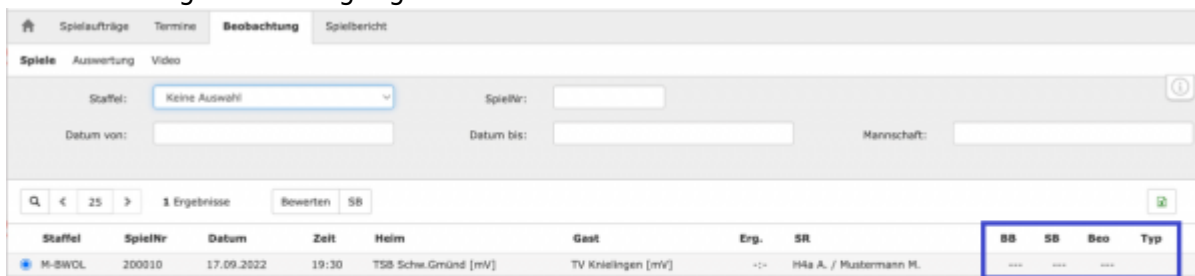 Spielaufträge Termine Beobachtung Spielbericht
Spiele Auswertung Video
Staffel: Keine Auswahl SpielNr:
Datum von: Datum bis: Mannschaft:
25 1 Ergebnisse Bewerten SB
Staffel SpielNr Datum Zeit Heim Gast Erg. SR BB SB Beo Typ
M-BWOL 200010 17.09.2022 19:30 TSB Schw.Gmünd [mV] TV Knielingen [mV] -:- H4a A. / Mustermann M. --- --- ---